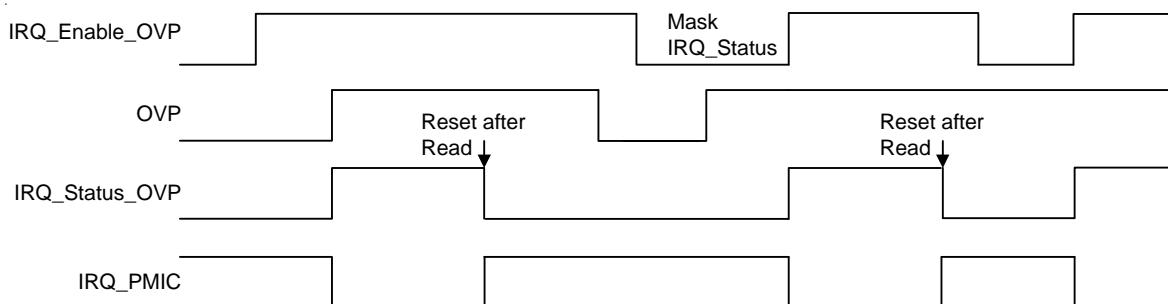 IRQ_Enable_OVP
Mask
IRQ_Status
OVP
Reset after
Read
Reset after
Read
IRQ_Status_OVP
IRQ_PMIC